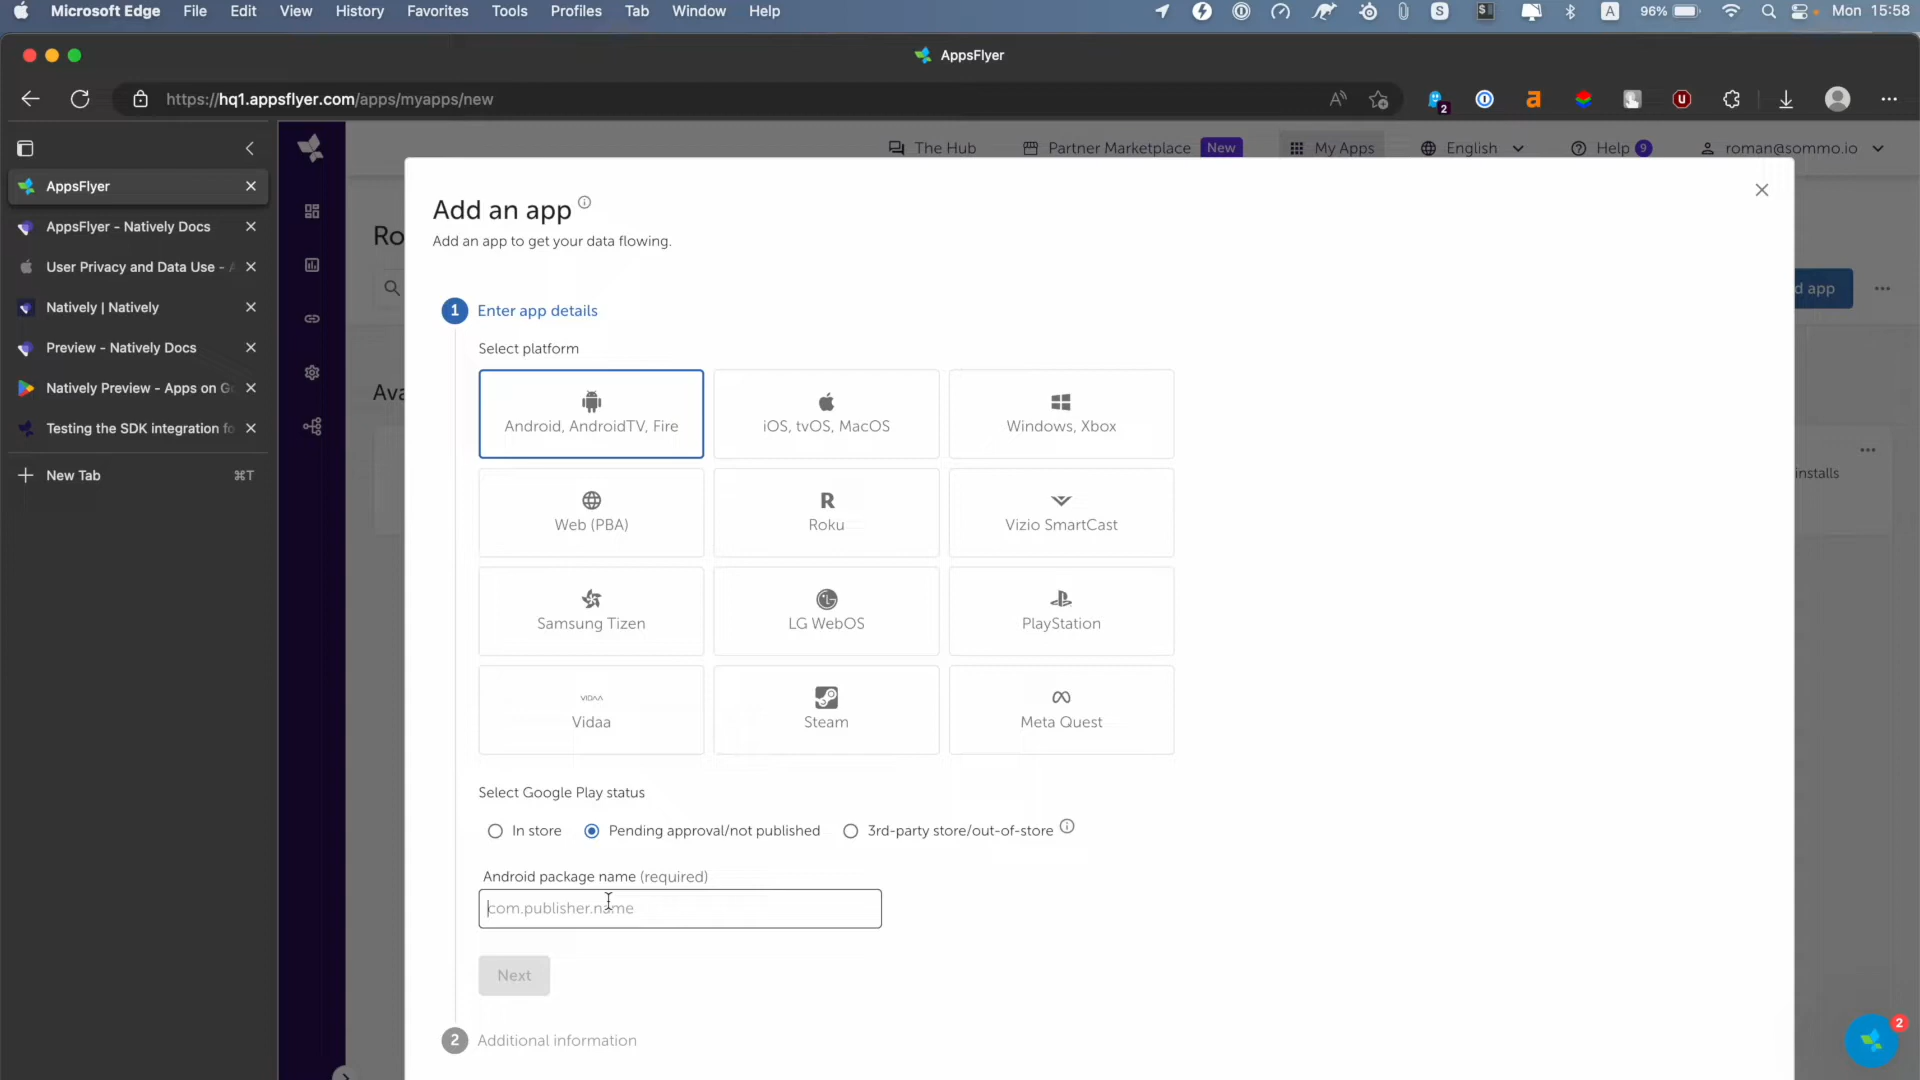 Microsoft Edge File Edit View History Favorites Tools Profiles Tab Window Help
96% Mon 15:58
AppsFlyer
https://hq1.appsflyer.com/apps/myapps/new
2
AppsFlyer
AppsFlyer - Natively Docs
User Privacy and Data Use -
Natively | Natively
Preview - Natively Docs
Natively Preview - Apps on G
Testing the SDK integration fo
New Tab ⌘T
The Hub Partner Marketplace New My Apps English Help 9 roman@sommo.io
Ro
d app
Ava
installs
Add an app
Add an app to get your data flowing.
1 Enter app details
Select platform
Android, AndroidTV, Fire
iOS, tvOS, MacOS
Windows, Xbox
Web (PBA)
Roku
Vizio SmartCast
Samsung Tizen
LG WebOS
PlayStation
VIDAA
Vidaa
Steam
Meta Quest
Select Google Play status
In store Pending approval/not published 3rd-party store/out-of-store
Android package name (required)
com.publisher.name
Next
2 Additional information
2